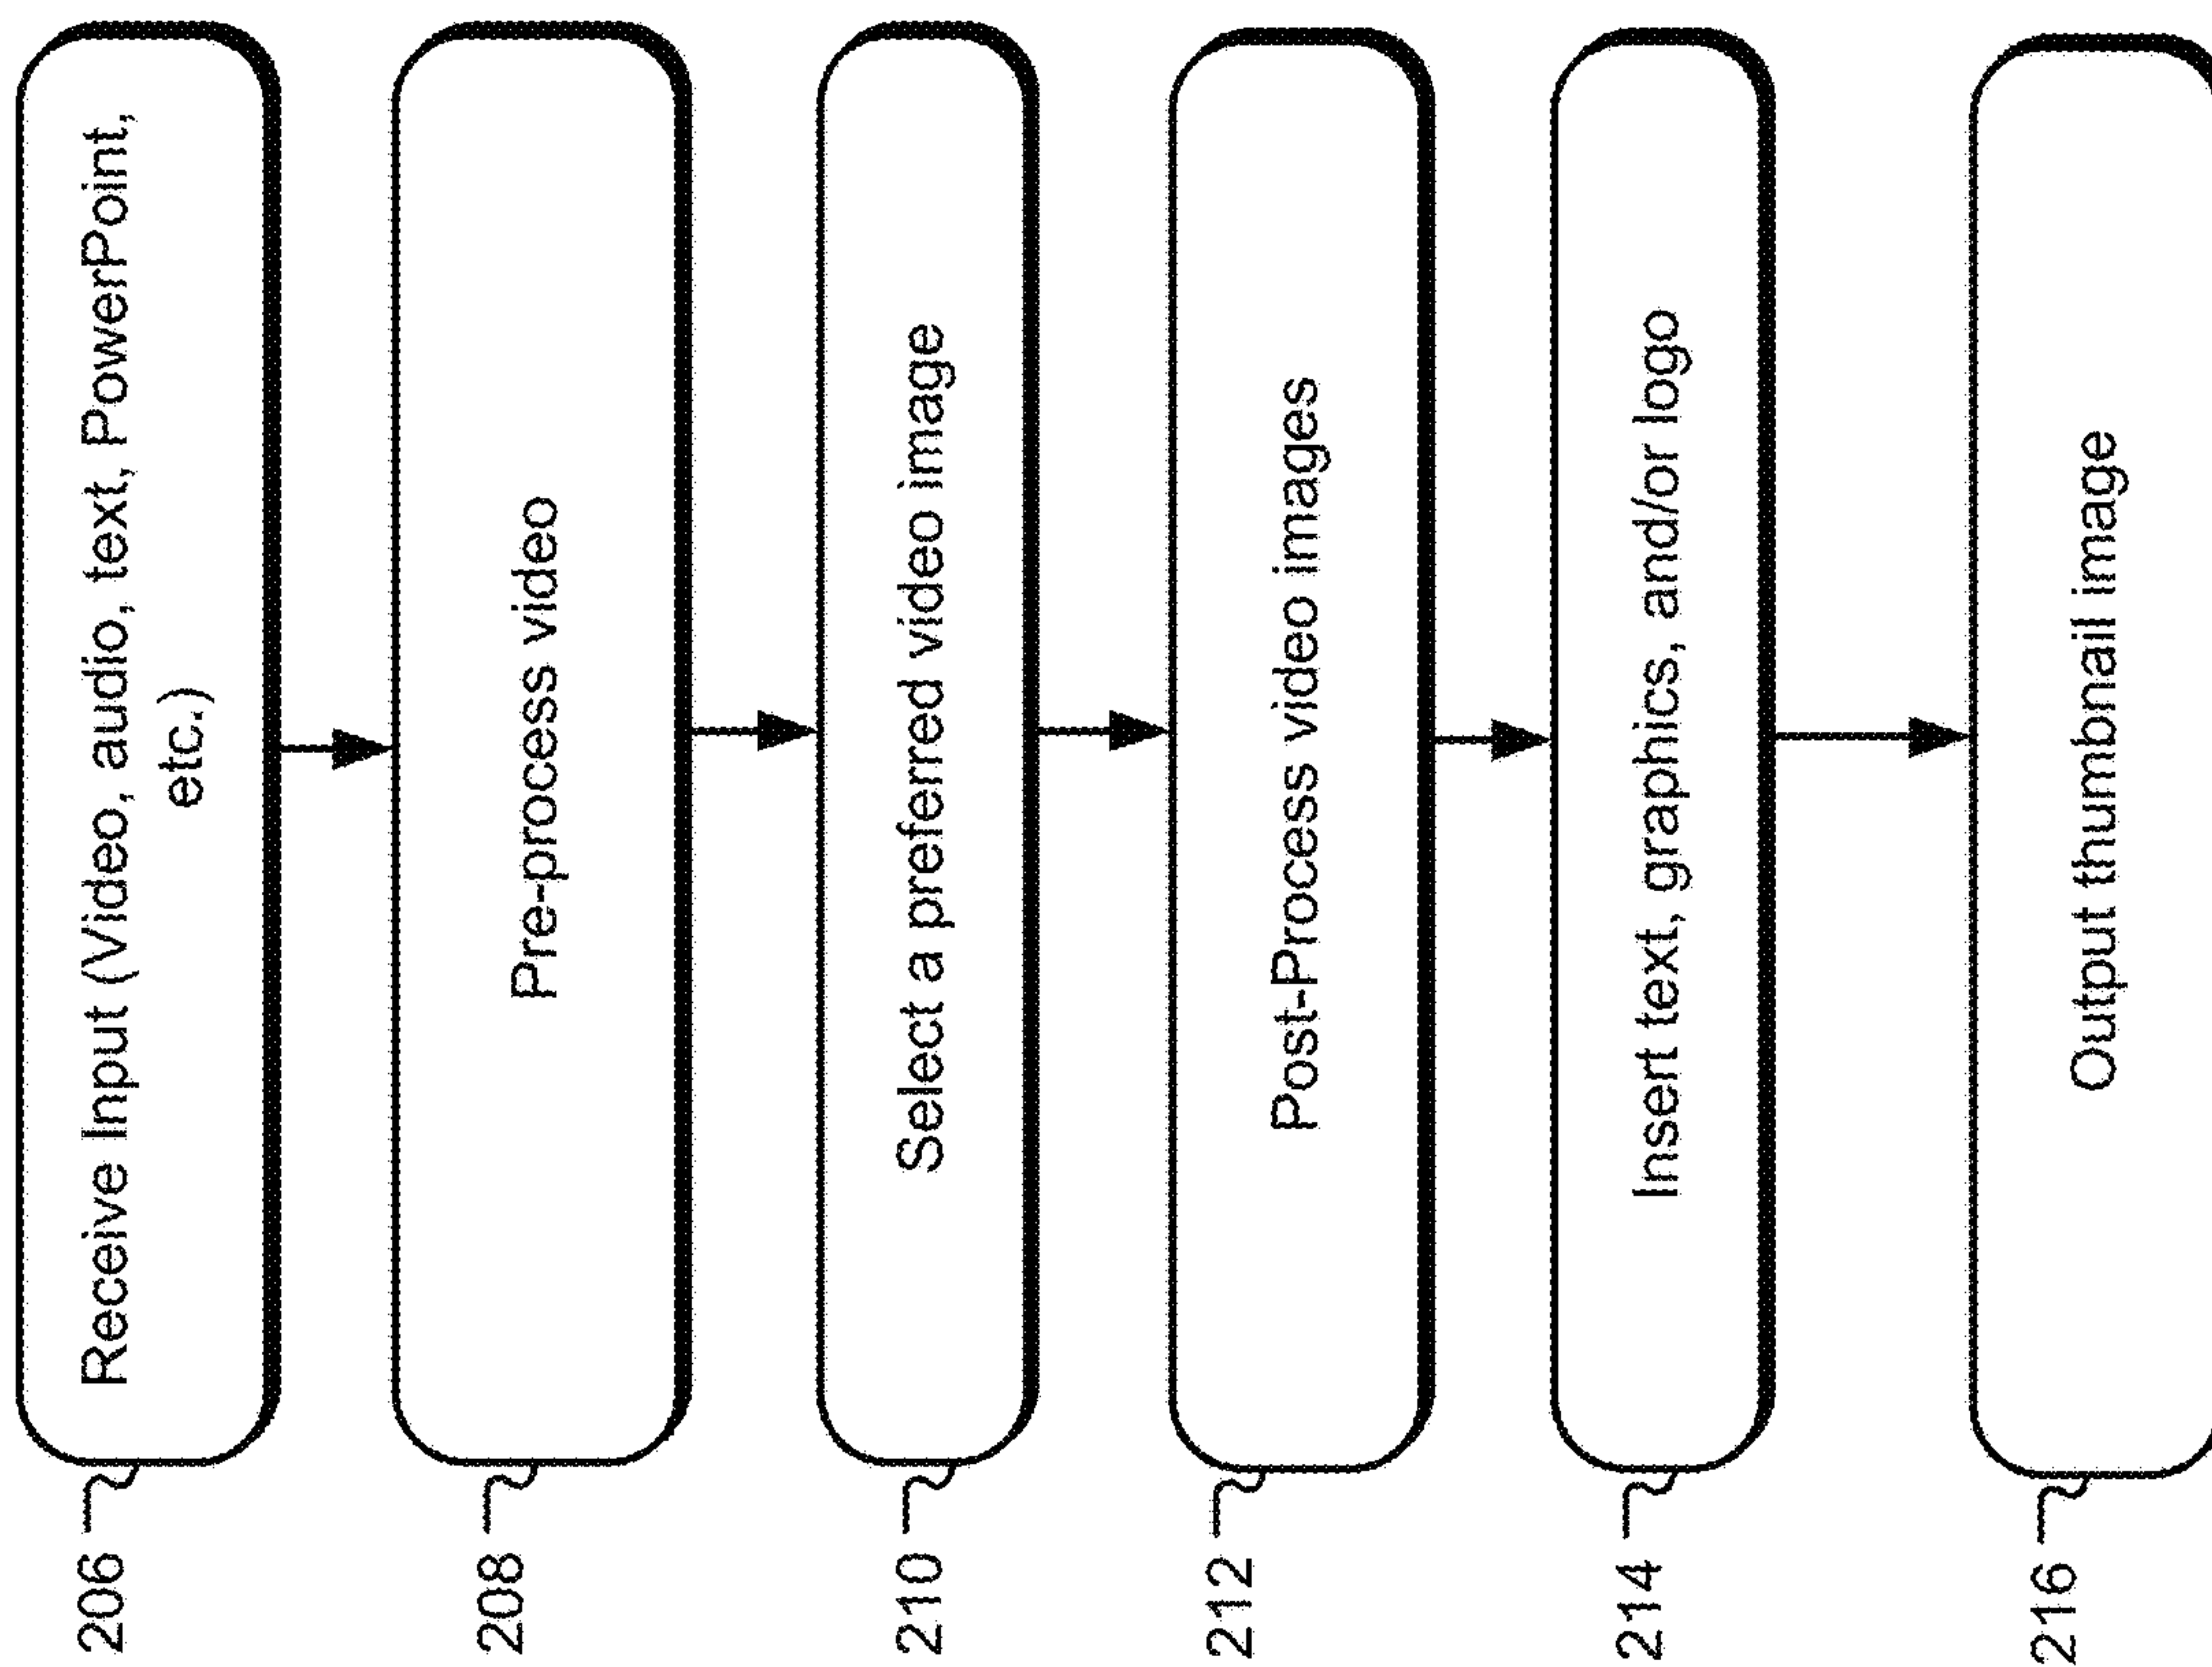 206
Receive Input (Video, audio, text, PowerPoint,
etc.)
208
Pre-process video
210
Select a preferred video image
212
Post-Process video images
214
Insert text, graphics, and/or logo
216
Output thumbnail image